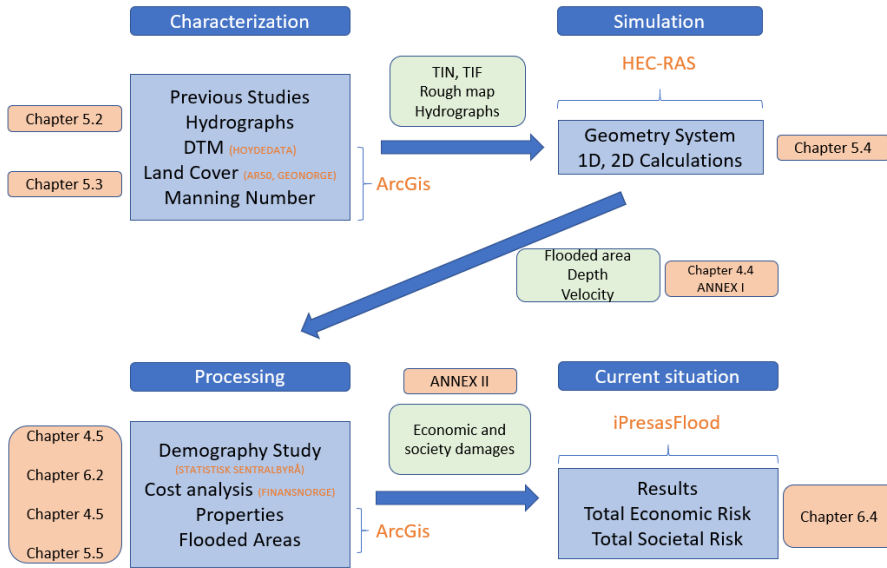 Characterization
Simulation
Chapter 5.2
Chapter 5.3
Previous Studies
Hydrographs
DTM (HOYDEDATA)
Land Cover (AR50, GEONORGE)
Manning Number
ArcGis
TIN, TIF
Rough map
Hydrographs
HEC-RAS
Geometry System
1D, 2D Calculations
Chapter 5.4
Flooded area
Depth
Velocity
Chapter 4.4
ANNEX I
Processing
ANNEX II
Current situation
Chapter 4.5
Chapter 6.2
Chapter 4.5
Chapter 5.5
Demography Study
(STATISTISK SENTRALBYRÅ)
Cost analysis (FINANSNORGE)
Properties
Flooded Areas
ArcGis
Economic and
society damages
iPresasFlood
Results
Total Economic Risk
Total Societal Risk
Chapter 6.4